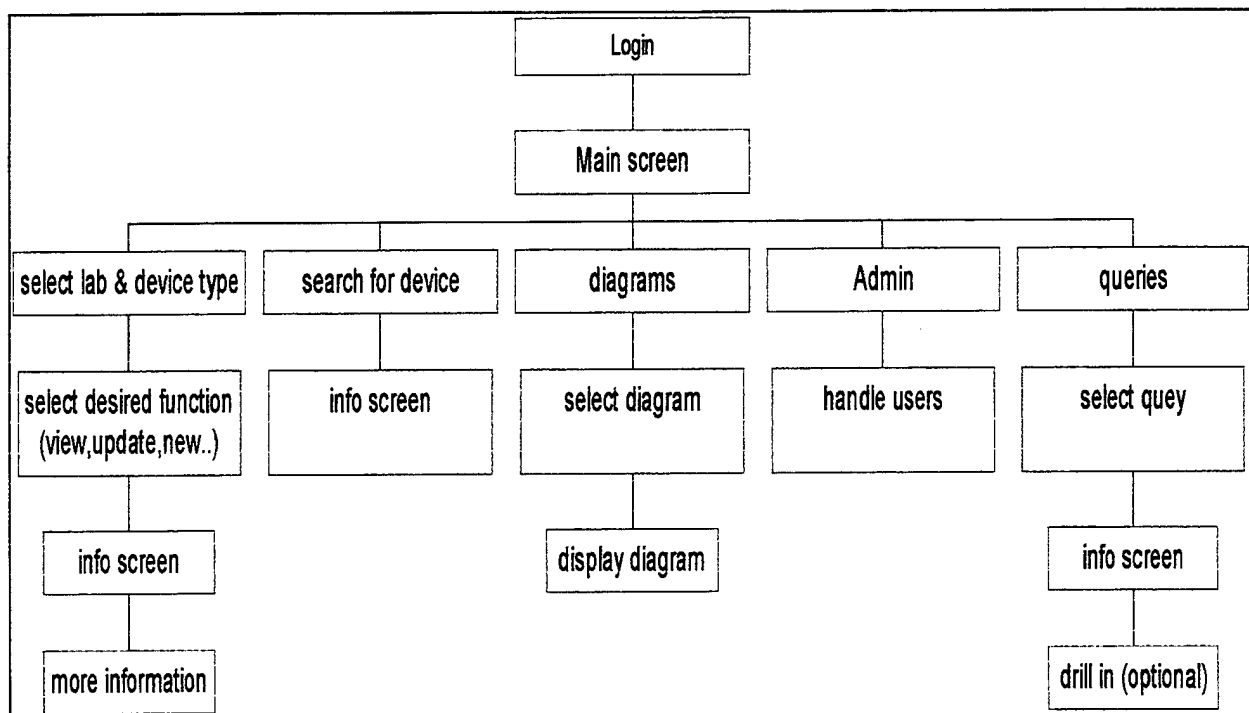 Login
Main screen
select lab & device type
search for device
diagrams
Admin
queries
select desired function
(view,update,new..)
info screen
select diagram
handle users
select quey
info screen
display diagram
info screen
more information
drill in (optional)